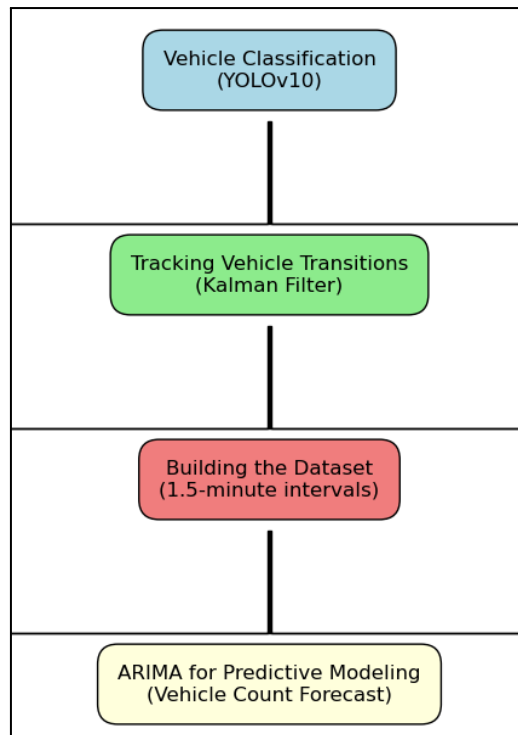 Vehicle Classification
(YOLOv10)
Tracking Vehicle Transitions
(Kalman Filter)
Building the Dataset
(1.5-minute intervals)
ARIMA for Predictive Modeling
(Vehicle Count Forecast)